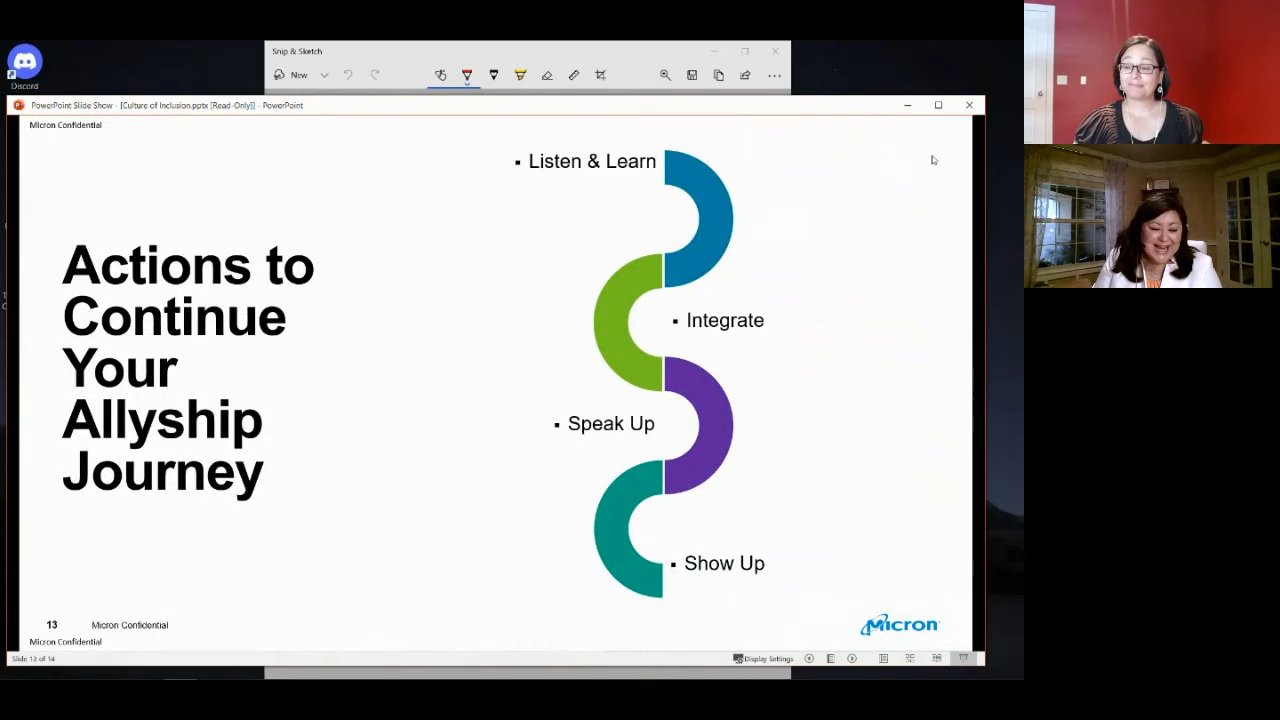 Snip & Sketch
New
Discord
PowerPoint Slide Show - [Culture of Inclusion.pptx [Read-Only]] - PowerPoint
Micron Confidential
Listen & Learn
Actions to
Continue
Your
Allyship
Journey
Integrate
Speak Up
Show Up
13 Micron Confidential
Micron
Micron Confidential
Slide 13 of 14
Display Settings